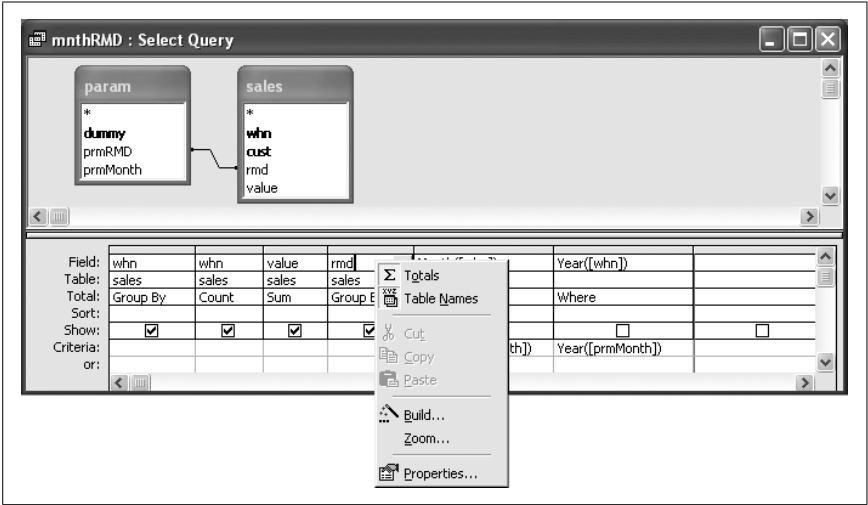 mnthRMD : Select Query
param
*
dummy
prmRMD
prmMonth
sales
*
whn
cust
rmd
value
Field: whn whn value rmd Year([whn])
Table: sales sales sales sales
Total: Group By Count Sum Group Where
Sort:
Show:
Criteria: th]) Year([prmMonth])
or:
Totals
Table Names
Cut
Copy
Paste
Build...
Zoom...
Properties...